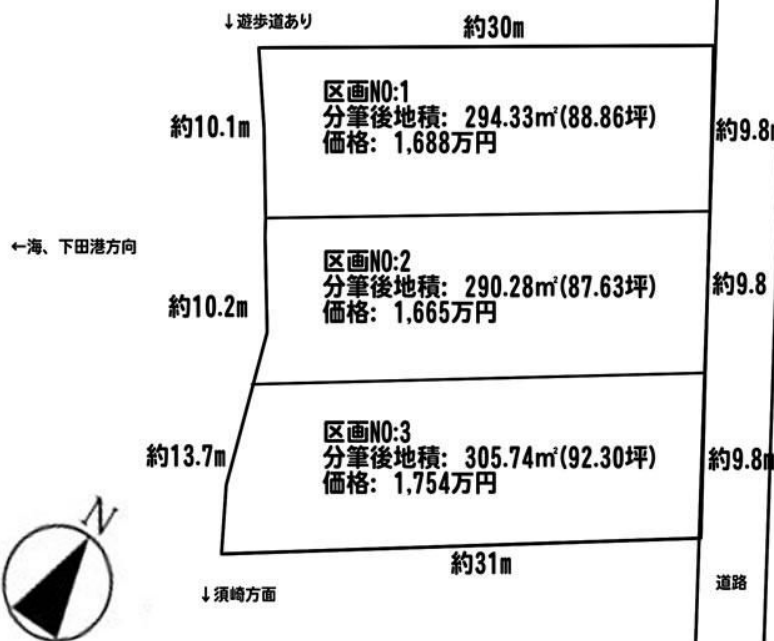 ↓遊歩道あり
約30m
区画NO:1
分筆後地積: 294.33㎡(88.86坪)
価格: 1,688万円
約10.1m
約9.8m
←海、下田港方向
区画NO:2
分筆後地積: 290.28㎡(87.63坪)
価格: 1,665万円
約10.2m
約9.8
区画NO:3
分筆後地積: 305.74㎡(92.30坪)
価格: 1,754万円
約13.7m
約9.8m
N
約31m
↓須崎方面
道路